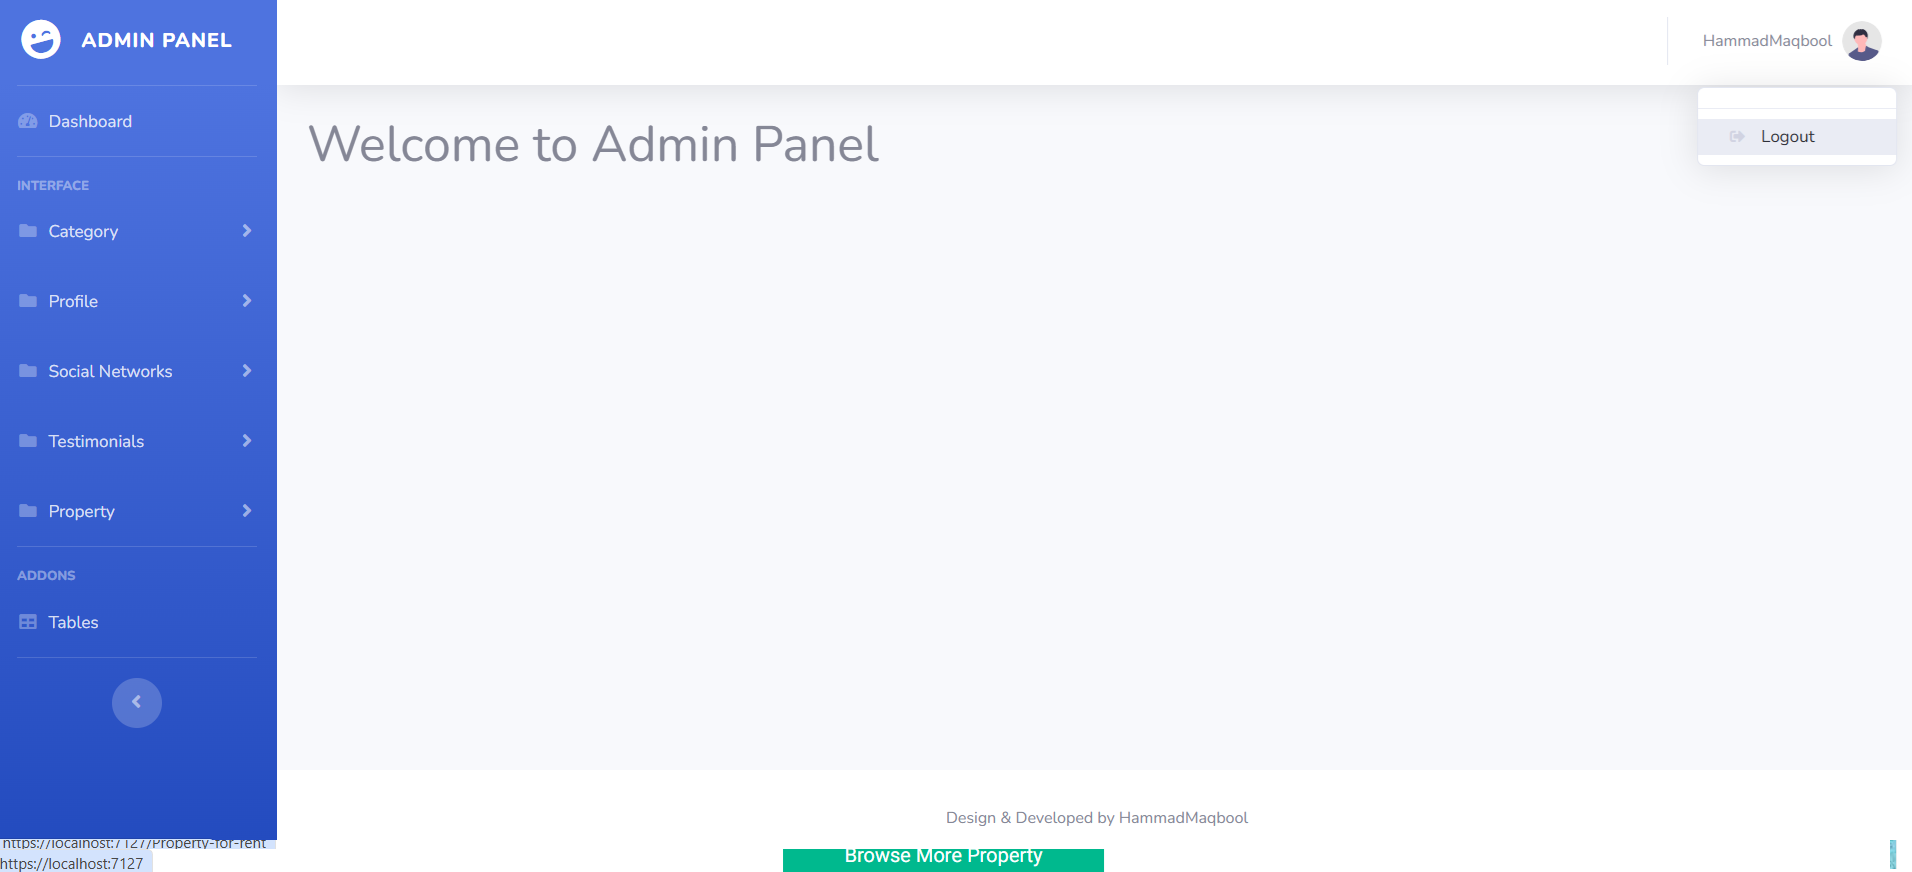 ADMIN PANEL
HammadMaqbool
Dashboard
Welcome to Admin Panel
Logout
INTERFACE
Category
Profile
Social Networks
Testimonials
Property
ADDONS
Tables
Design & Developed by HammadMaqbool
https://localhost:7127/Property-for-rent
Browse More Property
https://localhost:7127